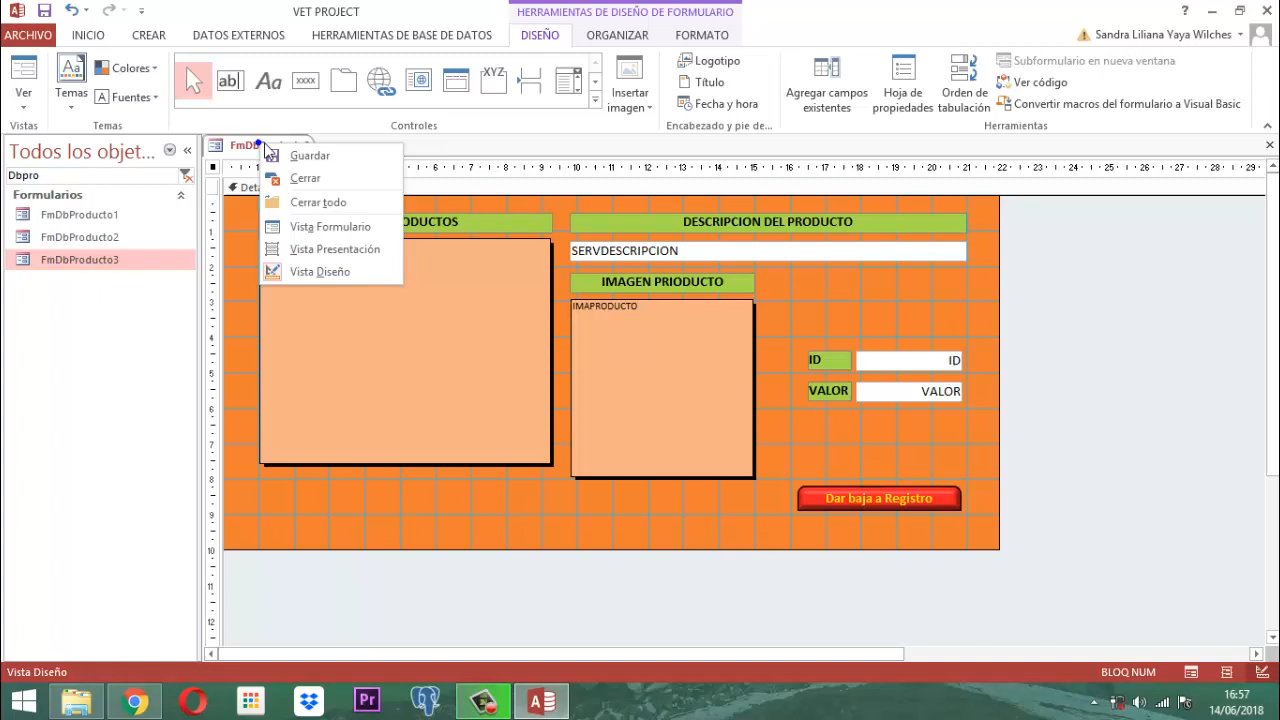 VET PROJECT
HERRAMIENTAS DE DISEÑO DE FORMULARIO
ARCHIVO INICIO CREAR DATOS EXTERNOS HERRAMIENTAS DE BASE DE DATOS DISEÑO ORGANIZAR FORMATO
Sandra Liliana Yaya Wilches
Ver
Vistas
Temas
Colores
Fuentes
Temas
ab|
Aa
xxxx
XYZ
Controles
Insertar
imagen
Logotipo
Título
Fecha y hora
Encabezado y pie de ...
Agregar campos
existentes
Hoja de
propiedades
Orden de
tabulación
Subformulario en nueva ventana
Ver código
Convertir macros del formulario a Visual Basic
Herramientas
Todos los objet...
Dbpro
Formularios
FmDbProducto1
FmDbProducto2
FmDbProducto3
Guardar
Cerrar
Cerrar todo
Vista Formulario
Vista Presentación
Vista Diseño
DESCRIPCION DEL PRODUCTO
SERVDESCRIPCION
IMAGEN PRIODUCTO
IMAPRODUCTO
ID ID
VALOR VALOR
Dar baja a Registro
Vista Diseño
BLOQ NUM
Pr
16:57
14/06/2018